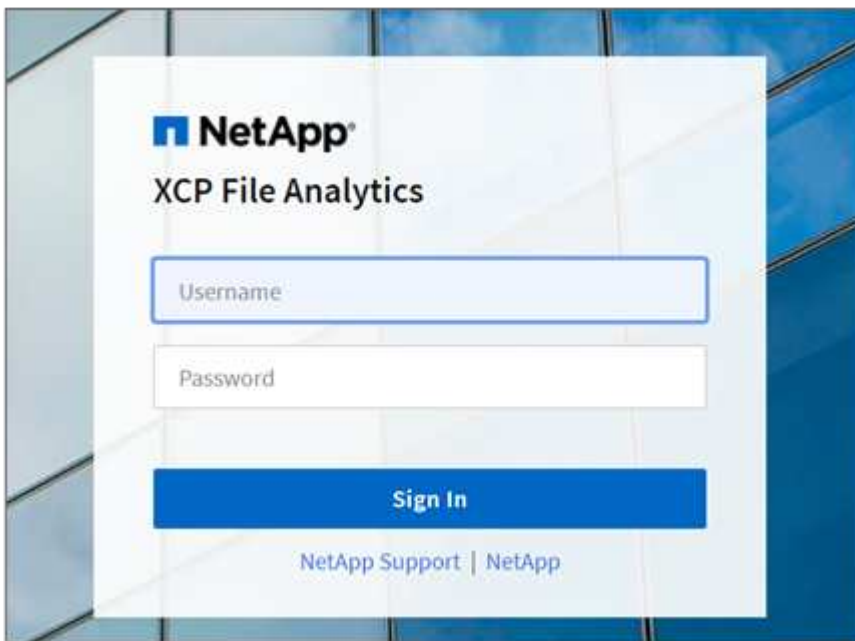 NetApp®
XCP File Analytics
Username
Password
Sign In
NetApp Support | NetApp